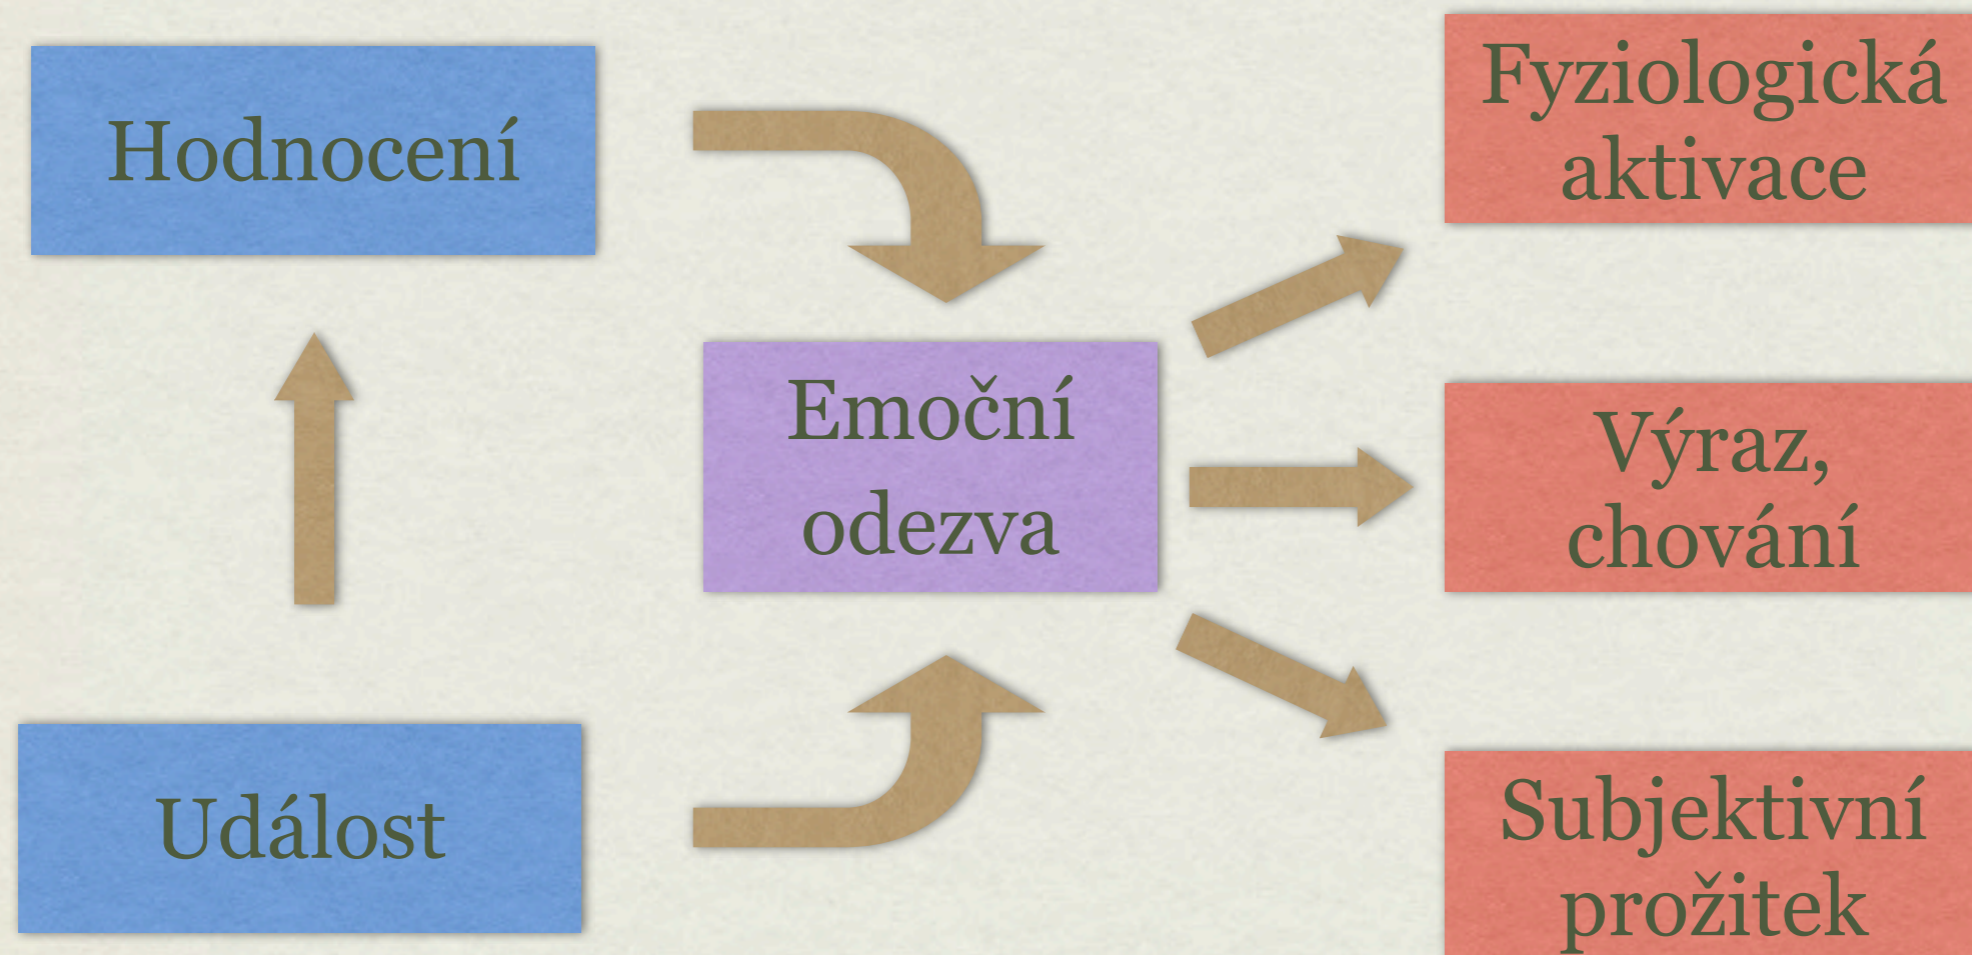 Hodnocení
Událost
Emoční
odezva
Fyziologická
aktivace
Výraz,
chování
Subjektivní
prožitek